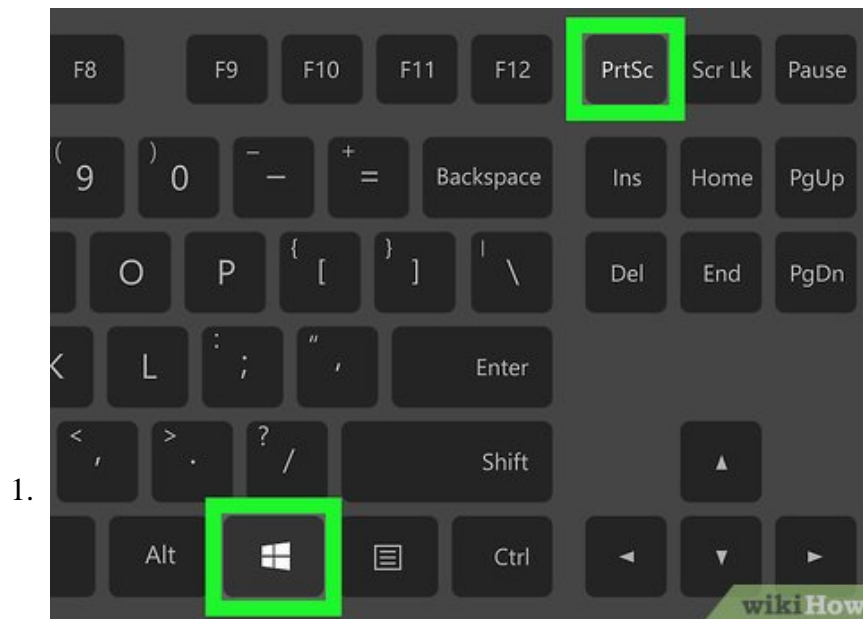 F8 F9 F10 F11 F12 PrtSc Scr Lk Pause
( 9 ) 0 – – + = Backspace Ins Home PgUp
O P { [ } ] | \ Del End PgDn
K L : ; " ' Enter
< , > . ? / Shift
1.
Alt Ctrl
wikiHow